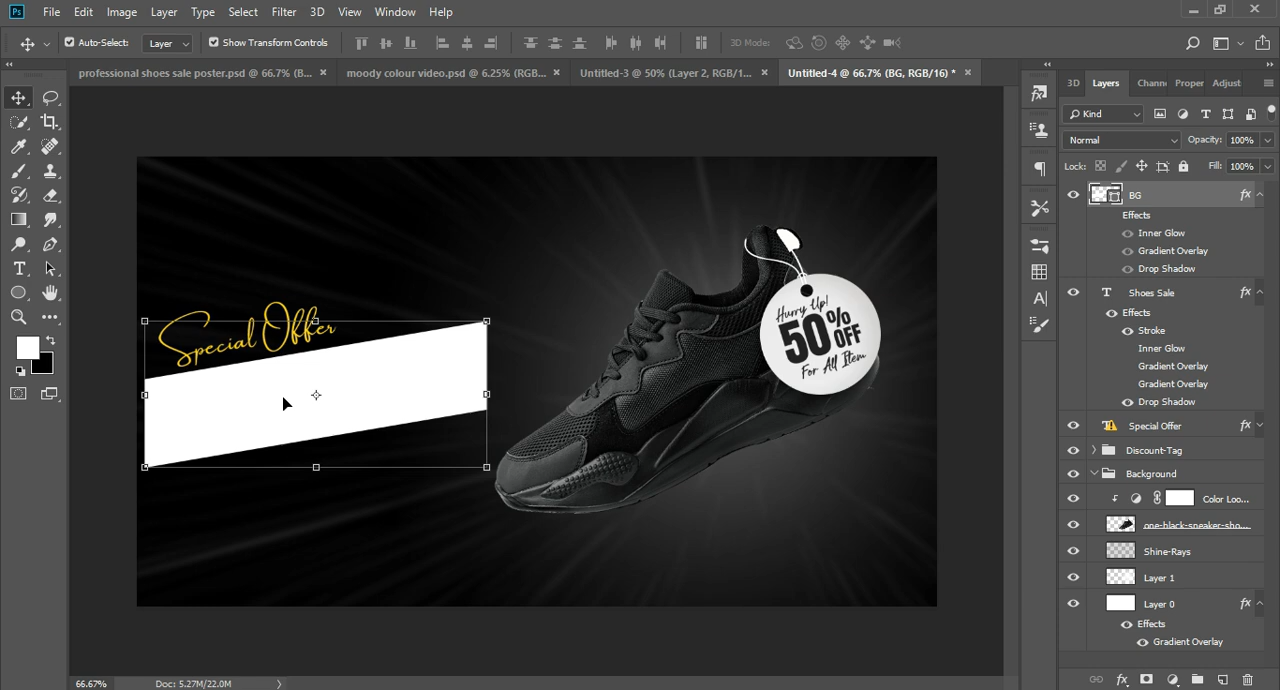 Ps File Edit Image Layer Type Select Filter 3D View Window Help
Auto-Select: Layer Show Transform Controls 3D Mode:
professional shoes sale poster.psd @ 66.7% (B... × moody colour video.psd @ 6.25% (RGB... × Untitled-3 @ 50% (Layer 2, RGB/1... × Untitled-4 @ 66.7% (BG, RGB/16) * ×
3D Layers Channe Proper Adjust
Kind
Normal Opacity: 100%
Lock: Fill: 100%
BG fx
Effects
Inner Glow
Gradient Overlay
Drop Shadow
Shoes Sale fx
Effects
Stroke
Inner Glow
Gradient Overlay
Gradient Overlay
Drop Shadow
Special Offer fx
Discount-Tag
Background
Color Loo...
one-black-sneaker-sho...
Shine-Rays
Layer 1
Layer 0 fx
Effects
Gradient Overlay
Special Offer
Hurry Up!
50% OFF
For All Item
66.67% Doc: 5.27M/22.0M